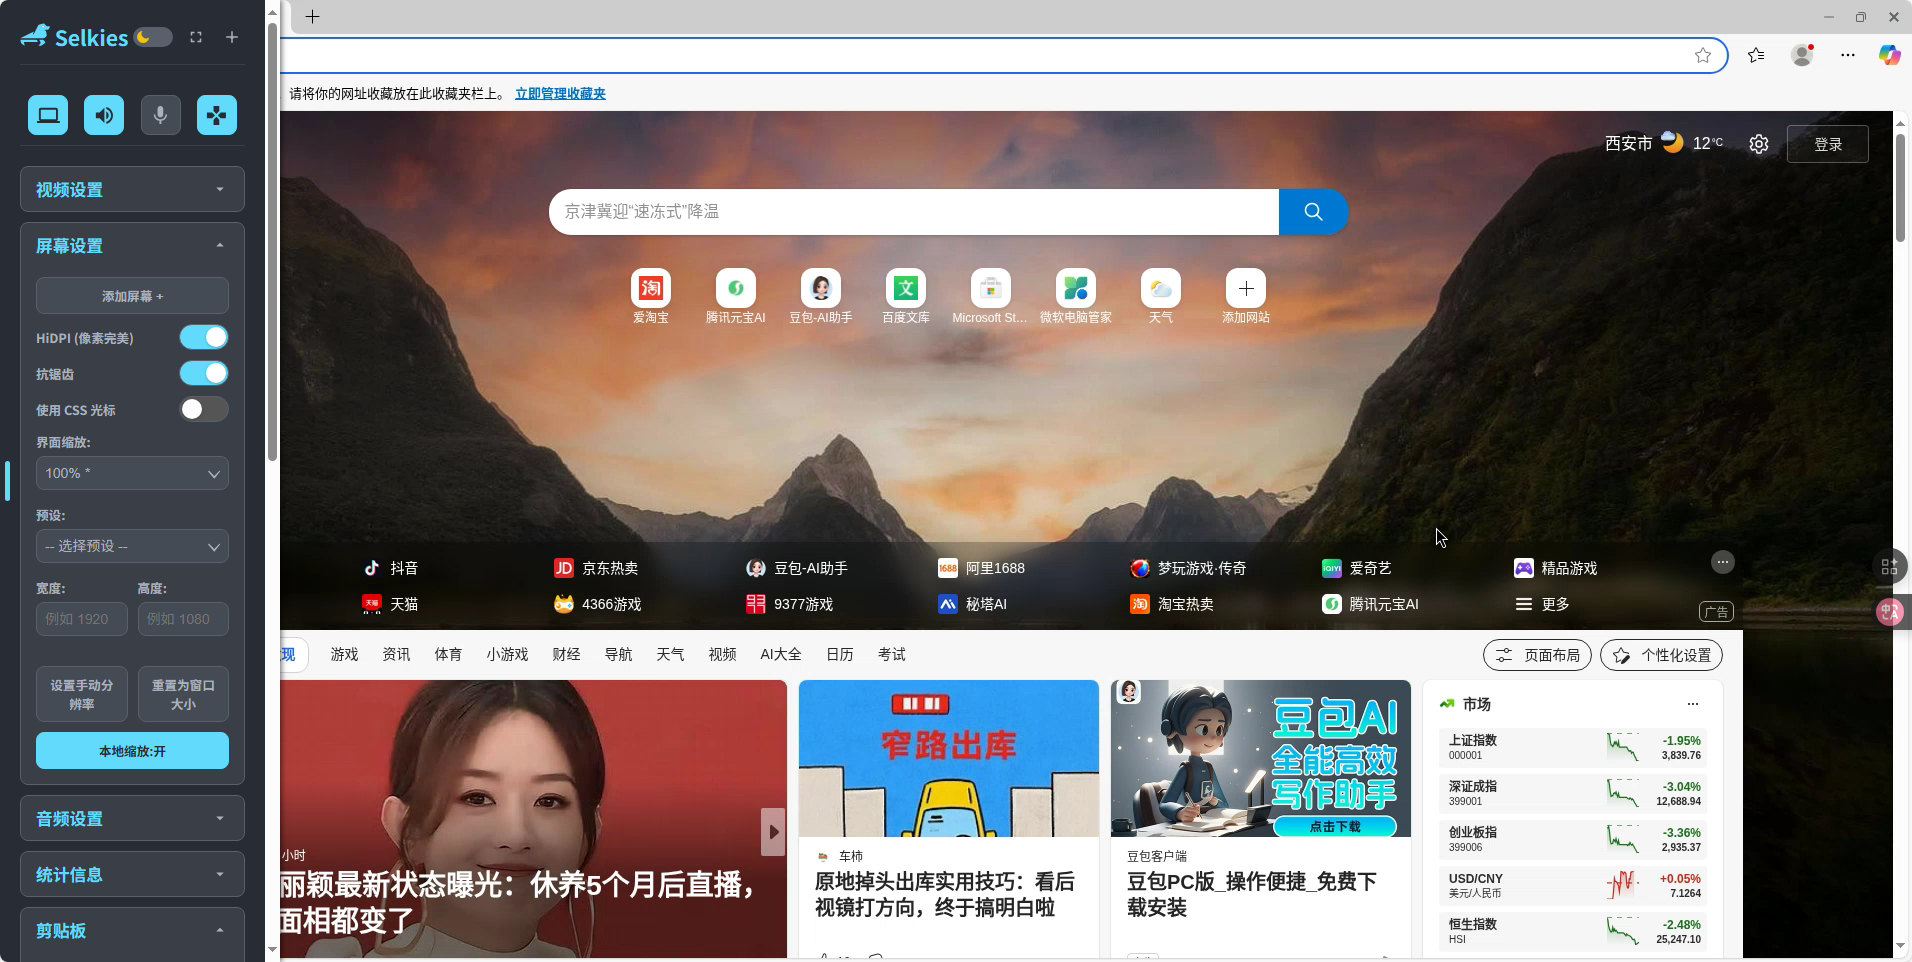 Selkies
视频设置
屏幕设置
添加屏幕 +
HiDPI (像素完美)
抗锯齿
使用 CSS 光标
界面缩放:
100% *
预设:
-- 选择预设 --
宽度:
高度:
例如 1920
例如 1080
设置手动分辨率
重置为窗口大小
本地缩放:开
音频设置
统计信息
剪贴板
请将你的网址收藏放在此收藏夹栏上。 立即管理收藏夹
西安市 12°C
登录
京津冀迎“速冻式”降温
淘
文
爱淘宝
腾讯元宝AI
豆包-AI助手
百度文库
Microsoft St...
微软电脑管家
天气
添加网站
抖音
JD 京东热卖
豆包-AI助手
1688 阿里1688
梦玩游戏·传奇
iQIYI 爱奇艺
精品游戏
天猫 天猫
4366游戏
9377游戏
秘塔AI
淘 淘宝热卖
腾讯元宝AI
更多
广告
现
游戏
资讯
体育
小游戏
财经
导航
天气
视频
AI大全
日历
考试
页面布局
个性化设置
小时
丽颖最新状态曝光：休养5个月后直播，
面相都变了
窄路出库
车柿
原地掉头出库实用技巧：看后
视镜打方向，终于搞明白啦
豆包AI
全能高效
写作助手
点击下载
豆包客户端
豆包PC版_操作便捷_免费下
载安装
市场
上证指数
-1.95%
000001
3,839.76
深证成指
-3.04%
399001
12,688.94
创业板指
-3.36%
399006
2,935.37
USD/CNY
+0.05%
美元/人民币
7.1264
恒生指数
-2.48%
HSI
25,247.10